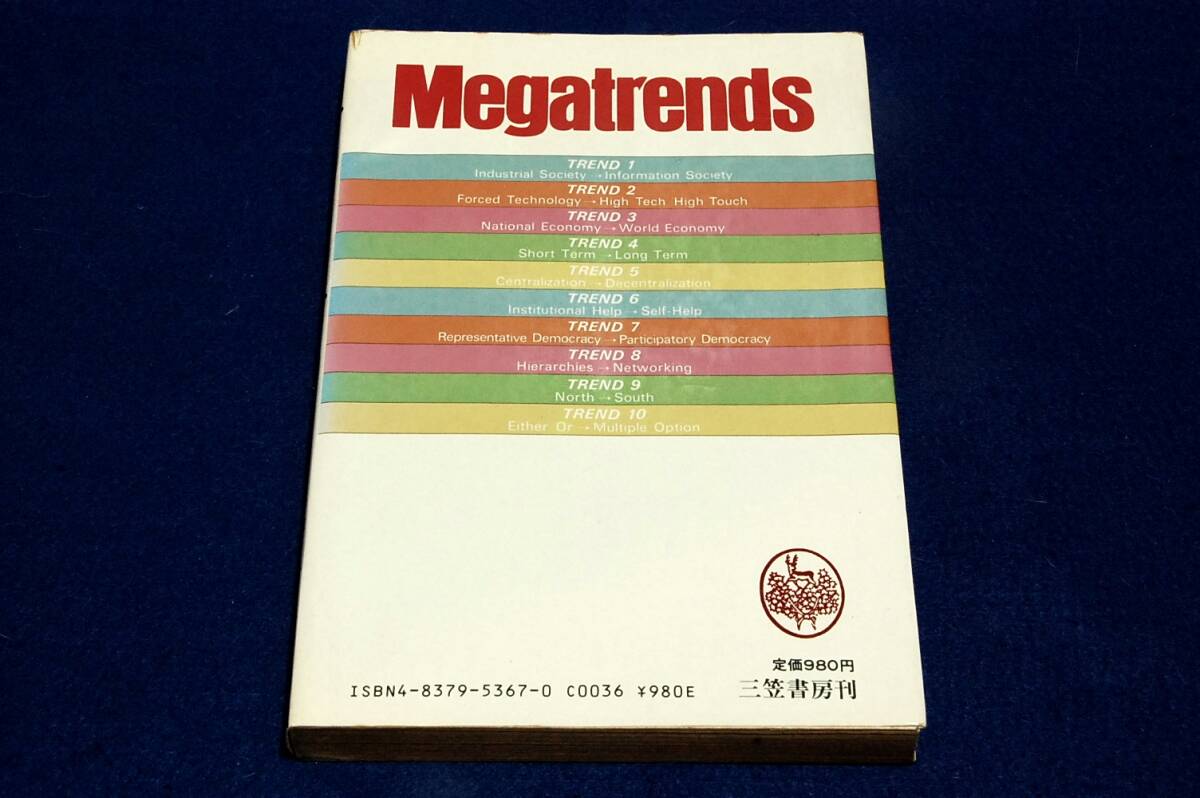 Megatrends
TREND 1
Industrial Society → Information Society
TREND 2
Forced Technology → High Tech High Touch
TREND 3
National Economy → World Economy
TREND 4
Short Term → Long Term
TREND 5
Centralization → Decentralization
TREND 6
Institutional Help → Self-Help
TREND 7
Representative Democracy → Participatory Democracy
TREND 8
Hierarchies → Networking
TREND 9
North → South
TREND 10
Either Or → Multiple Option
定価980円
ISBN4-8379-5367-0 C0036 ¥980E
三笠書房刊